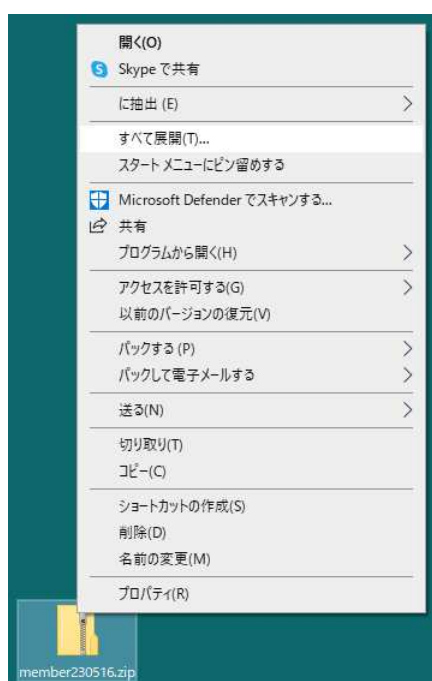 開く(O)
Skype で共有
に抽出 (E)
すべて展開(T)...
スタート メニューにピン留めする
Microsoft Defender でスキャンする...
共有
プログラムから開く(H)
アクセスを許可する(G)
以前のバージョンの復元(V)
パックする (P)
パックして電子メールする
送る(N)
切り取り(T)
コピー(C)
ショートカットの作成(S)
削除(D)
名前の変更(M)
プロパティ(R)
member230516.zip